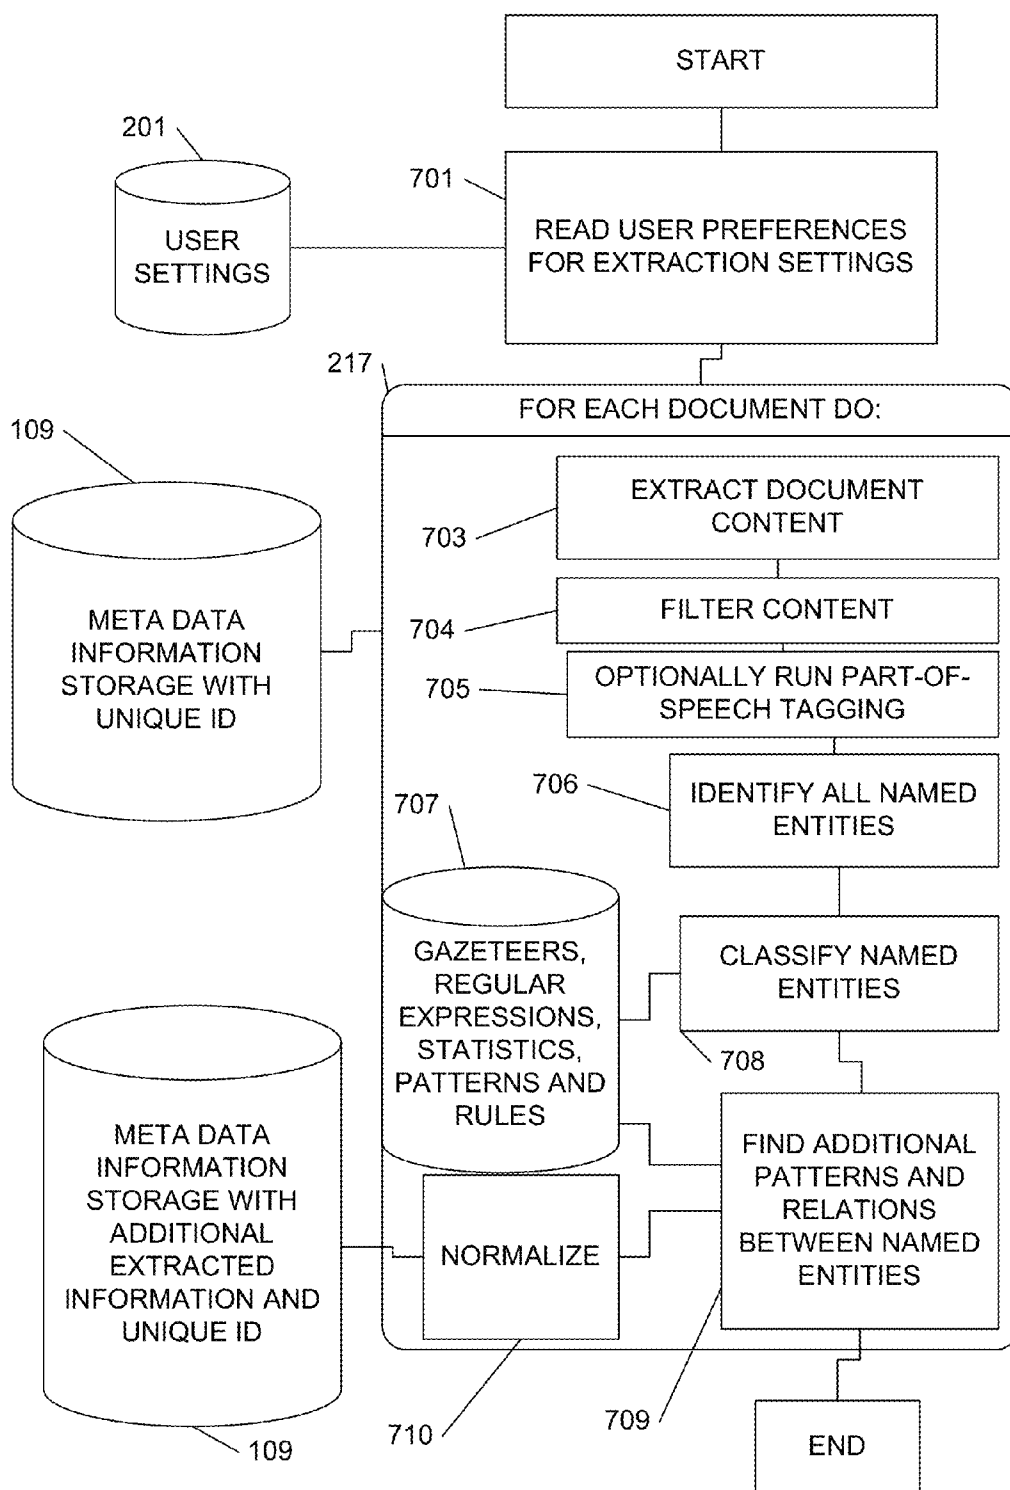 START
201
701
USER
SETTINGS
READ USER PREFERENCES
FOR EXTRACTION SETTINGS
217
FOR EACH DOCUMENT DO:
109
EXTRACT DOCUMENT
CONTENT
703
META DATA
INFORMATION
STORAGE WITH
UNIQUE ID
FILTER CONTENT
704
OPTIONALLY RUN PART-OF-
SPEECH TAGGING
705
706
IDENTIFY ALL NAMED
ENTITIES
707
GAZETEERS,
REGULAR
EXPRESSIONS,
STATISTICS,
PATTERNS AND
RULES
CLASSIFY NAMED
ENTITIES
708
META DATA
INFORMATION
STORAGE WITH
ADDITIONAL
EXTRACTED
INFORMATION AND
UNIQUE ID
FIND ADDITIONAL
PATTERNS AND
RELATIONS
BETWEEN NAMED
ENTITIES
NORMALIZE
109
710
709
END